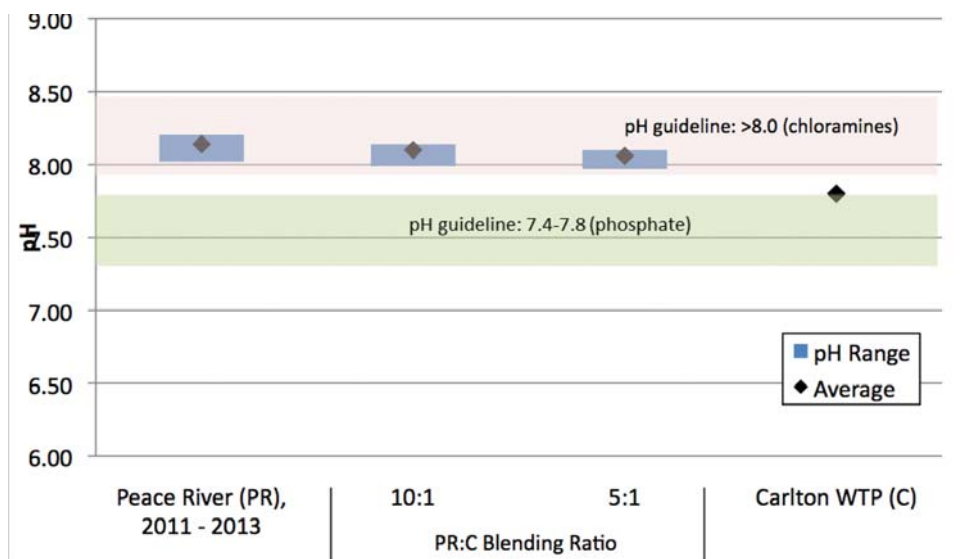 9.00
8.50
8.00
7.50
7.00
6.50
6.00
pH
pH guideline: >8.0 (chloramines)
pH guideline: 7.4-7.8 (phosphate)
pH Range
Average
Peace River (PR),
2011 - 2013
10:1
5:1
Carlton WTP (C)
PR:C Blending Ratio